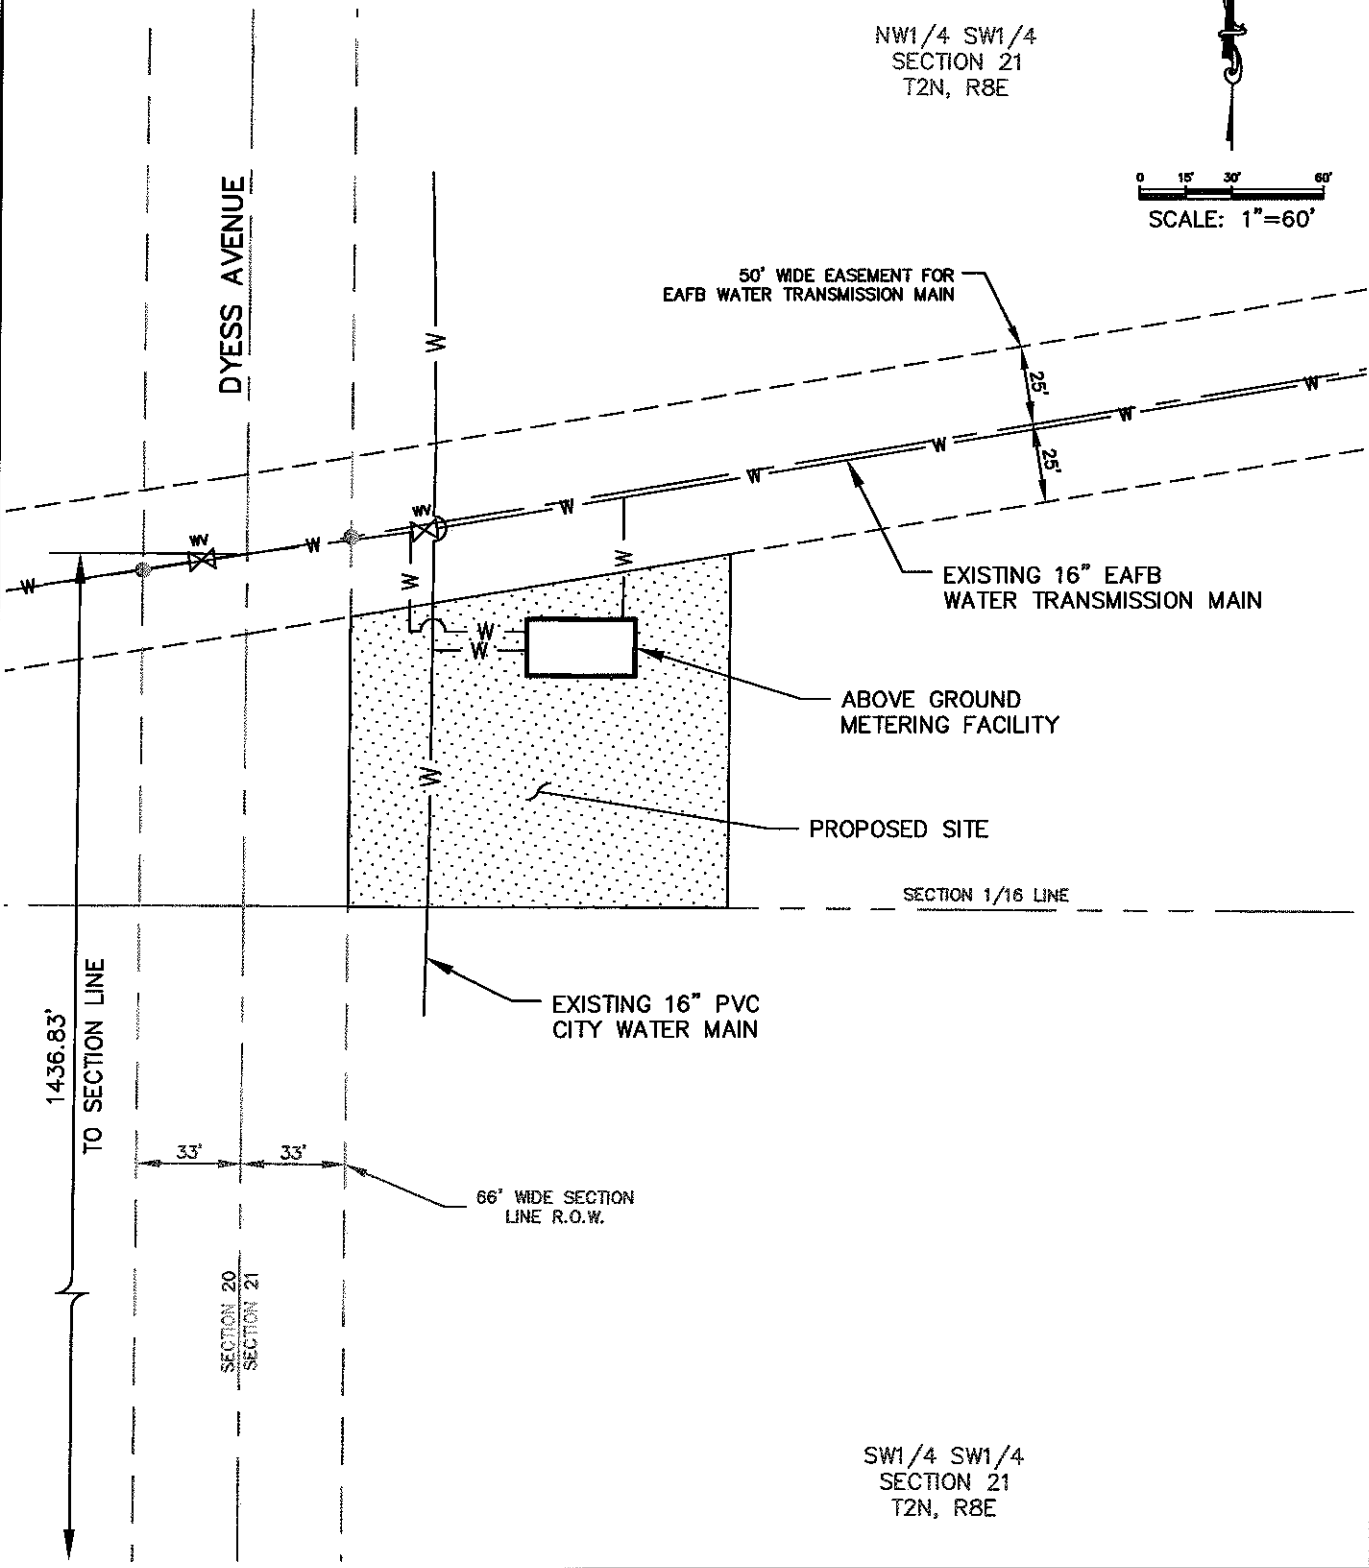 NW1/4 SW1/4
SECTION 21
T2N, R8E
0 15' 30' 60'
SCALE: 1"=60'
DYESS AVENUE
W
50' WIDE EASEMENT FOR
EAFB WATER TRANSMISSION MAIN
25'
25'
W
W
W
W
W
WV
W
WV
W
W
W
W
W
EXISTING 16" EAFB
WATER TRANSMISSION MAIN
ABOVE GROUND
METERING FACILITY
W
PROPOSED SITE
SECTION 1/16 LINE
1436.83'
TO SECTION LINE
EXISTING 16" PVC
CITY WATER MAIN
33'
33'
66' WIDE SECTION
LINE R.O.W.
SECTION 20
SECTION 21
SW1/4 SW1/4
SECTION 21
T2N, R8E